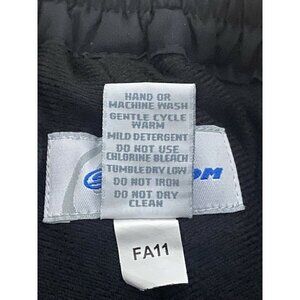 HAND OR
MACHINE WASH
GENTLE CYCLE
WARM
MILD DETERGENT
DO NOT USE
CHLORINE BLEACH
TUMBLE DRY LOW
DO NOT IRON
DO NOT DRY
CLEAN
FA11